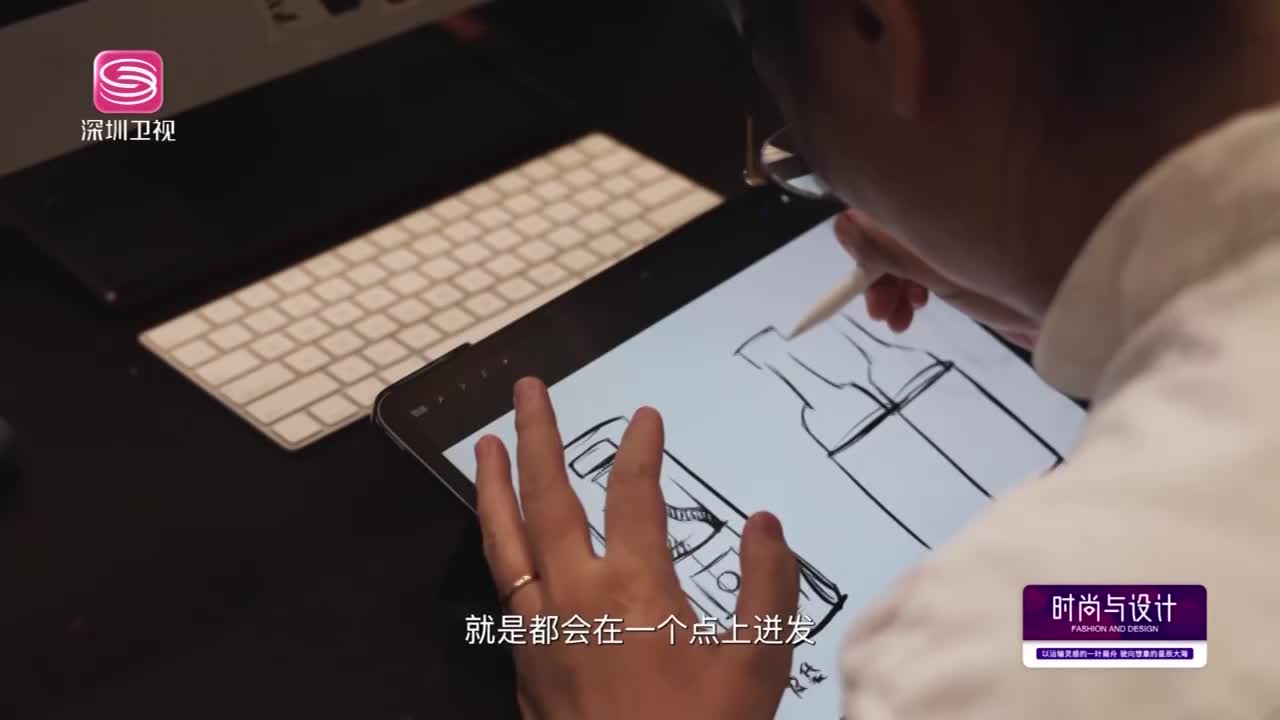 深圳卫视
就是都会在一个点上迸发
时尚与设计
FASHION AND DESIGN
以运输灵感的一叶扁舟 驶向想象的星辰大海